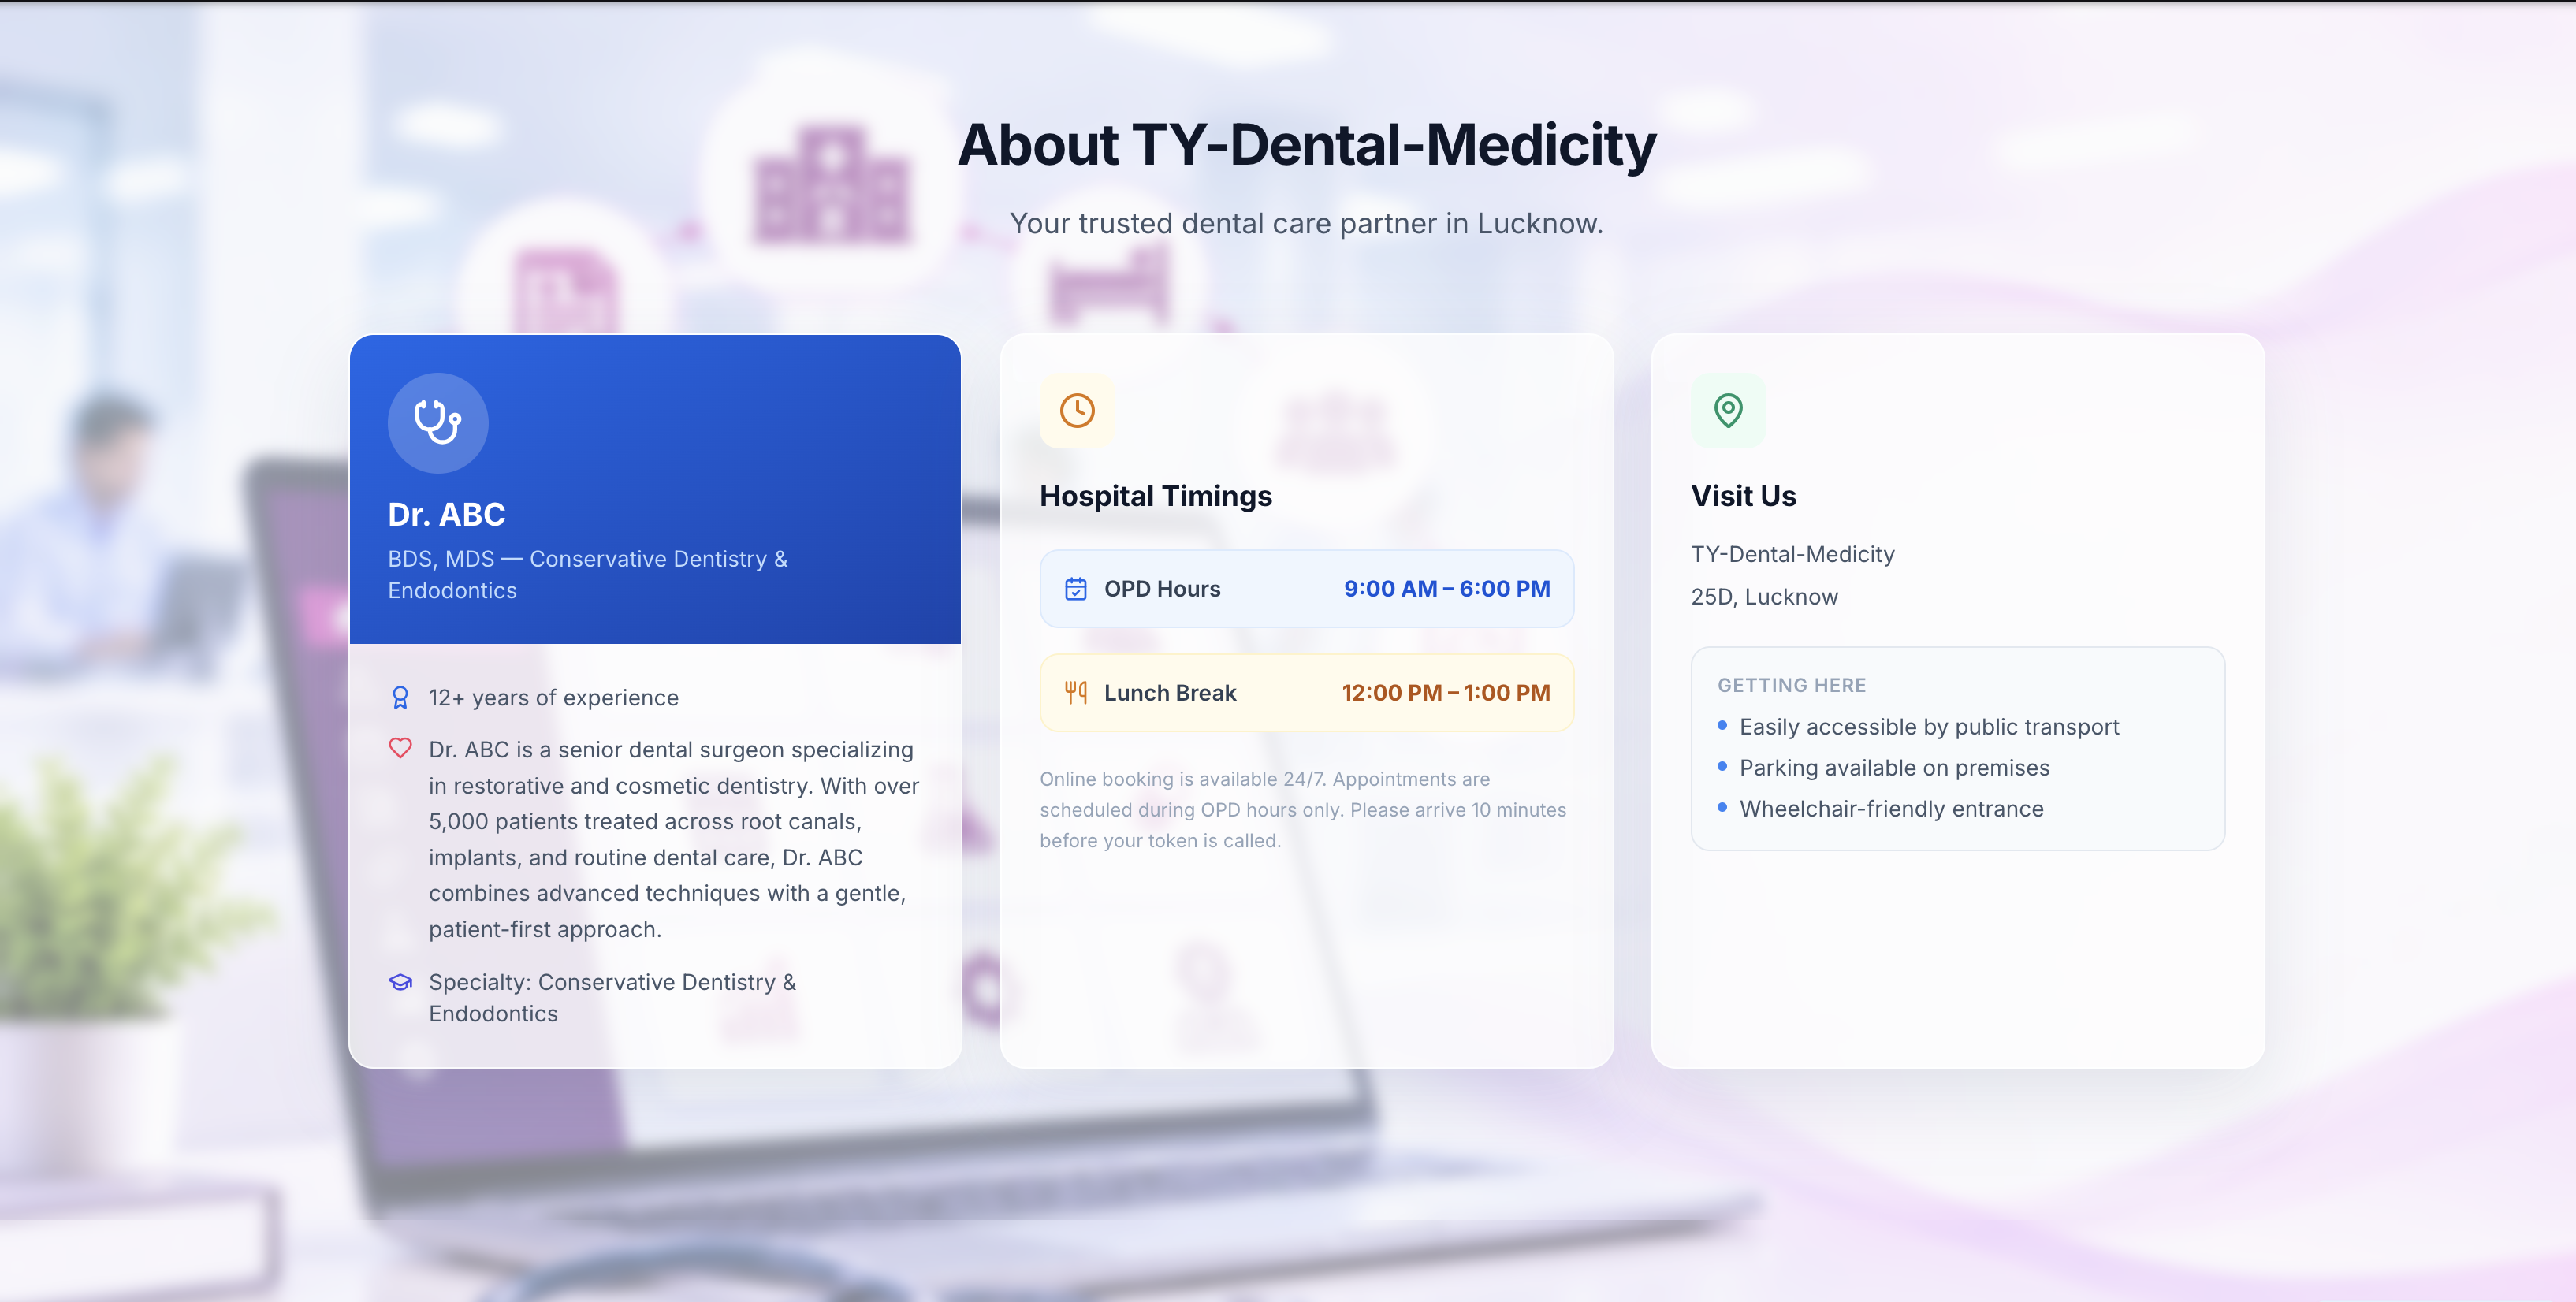 About TY-Dental-Medicity
Your trusted dental care partner in Lucknow.
Dr. ABC
BDS, MDS — Conservative Dentistry &
Endodontics
12+ years of experience
Dr. ABC is a senior dental surgeon specializing
in restorative and cosmetic dentistry. With over
5,000 patients treated across root canals,
implants, and routine dental care, Dr. ABC
combines advanced techniques with a gentle,
patient-first approach.
Specialty: Conservative Dentistry &
Endodontics
Hospital Timings
OPD Hours 9:00 AM – 6:00 PM
Lunch Break 12:00 PM – 1:00 PM
Online booking is available 24/7. Appointments are
scheduled during OPD hours only. Please arrive 10 minutes
before your token is called.
Visit Us
TY-Dental-Medicity
25D, Lucknow
GETTING HERE
Easily accessible by public transport
Parking available on premises
Wheelchair-friendly entrance